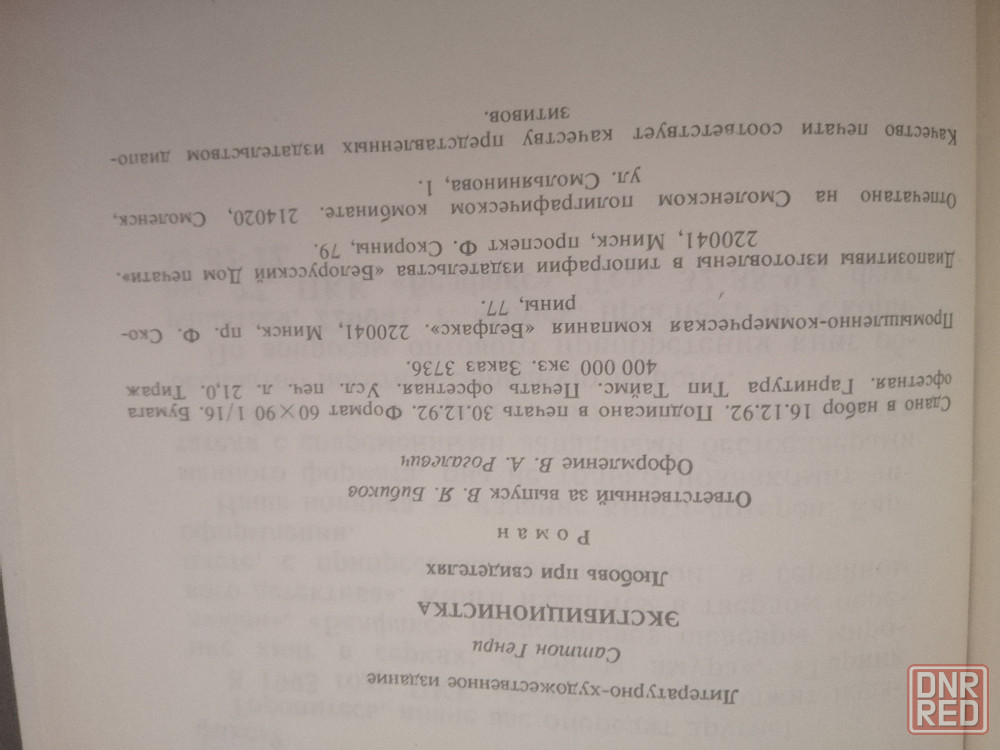 Литературно-художественное издание
Саттон Генри
ЭКСГИБИЦИОНИСТКА
Любовь при свидетелях
Роман
Ответственный за выпуск В. Я. Бибиков
Оформление В. А. Рогалевич
Сдано в набор 16.12.92. Подписано в печать 30.12.92. Формат 60×90 1/16. Бумага
офсетная. Гарнитура Тип Таймс. Печать офсетная. Усл. печ. л. 21,0. Тираж
400 000 экз. Заказ 3736.
Промышленно-коммерческая компания «Белфакс». 220041, Минск, пр. Ф. Ско-
рины, 77.
Диапозитивы изготовлены в типографии издательства «Белорусский Дом печати».
220041, Минск, проспект Ф. Скорины, 79.
Отпечатано на Смоленском полиграфическом комбинате. 214020, Смоленск,
ул. Смольянинова, 1.
Качество печати соответствует качеству представленных издательством диапо-
зитивов.
DNR
RED